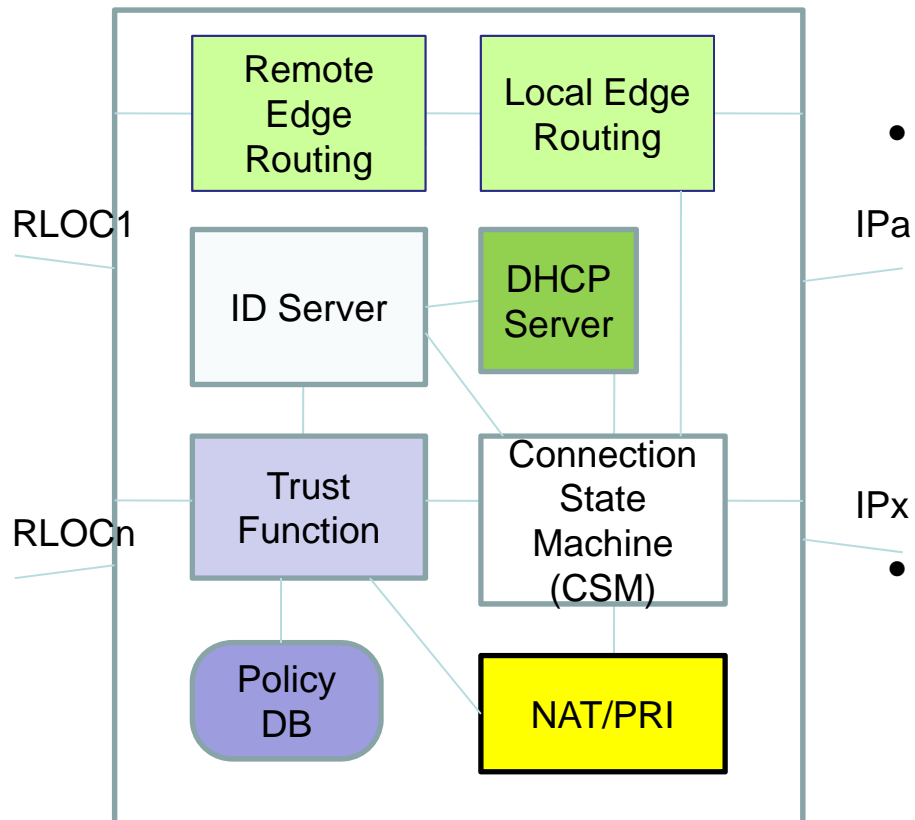 Remote
Edge
Routing
Local Edge
Routing
•
RLOC1
IPa
ID Server
DHCP
Server
Trust
Function
Connection
State
Machine
(CSM)
RLOCn
IPx
•
Policy
DB
NAT/PRI